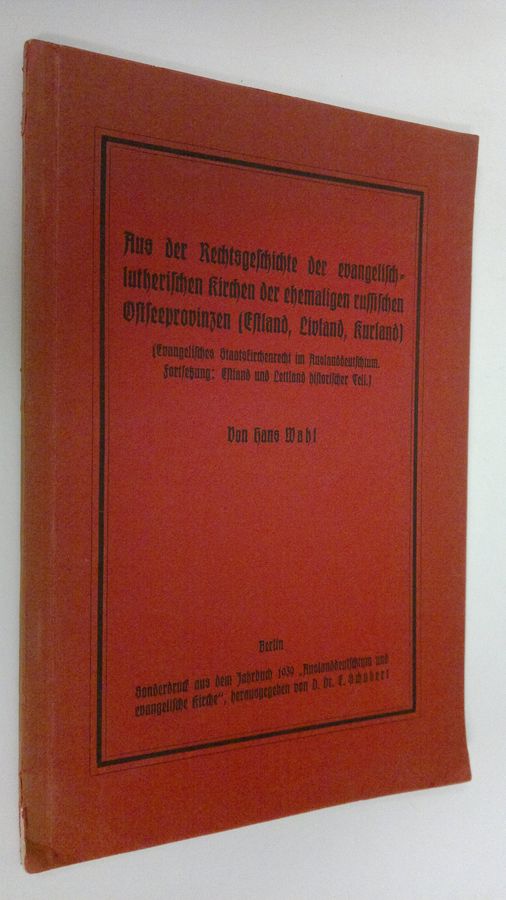 Aus der Rechtsgeschichte der evangelisch-
lutherischen Kirchen der ehemaligen russischen
Ostseeprovinzen (Estland, Livland, Kurland)
(Evangelisches Staatskirchenrecht im Auslanddeutschtum.
Fortsetzung: Estland und Lettland historischer Teil.)
Von Hans Wahl
Berlin
Sonderdruck aus dem Jahrbuch 1939 „Auslanddeutschtum und
evangelische Kirche“, herausgegeben von D. Dr. E. Schubert